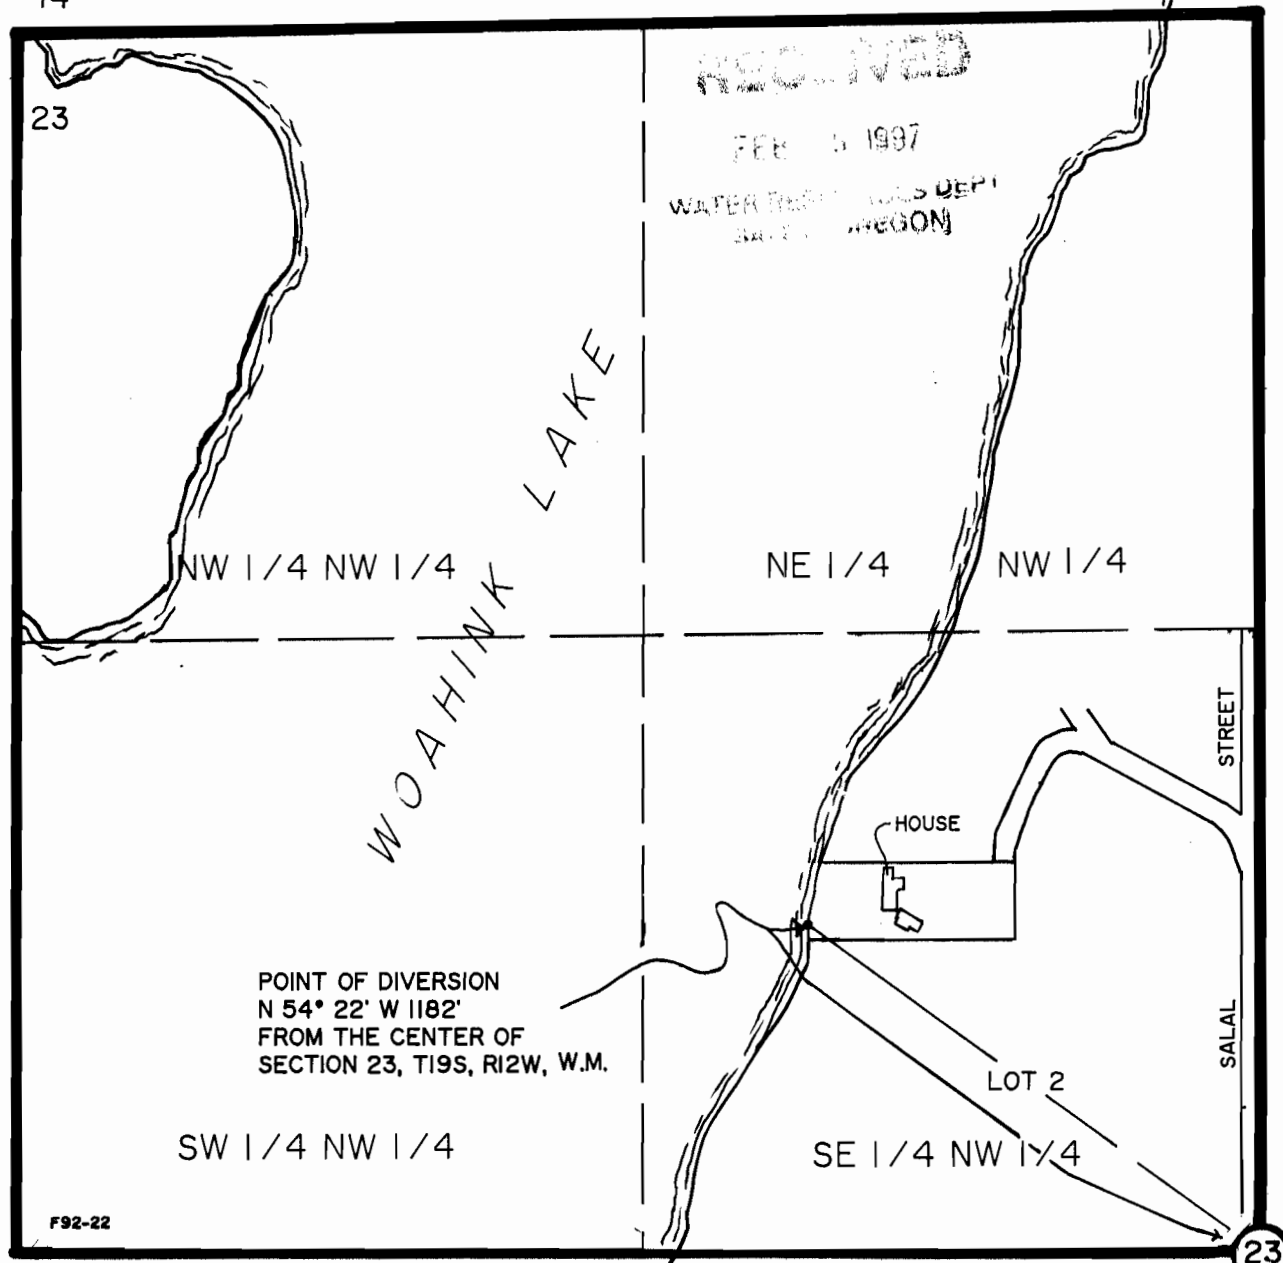 14
23
FEB 5 1997
WATER DEPT
WOAHINK LAKE
NW 1/4 NW 1/4
NE 1/4 NW 1/4
STREET
HOUSE
POINT OF DIVERSION
N 54° 22' W 1182'
FROM THE CENTER OF
SECTION 23, T19S, R12W, W.M.
SALAL
LOT 2
SW 1/4 NW 1/4
SE 1/4 NW 1/4
F92-22
23